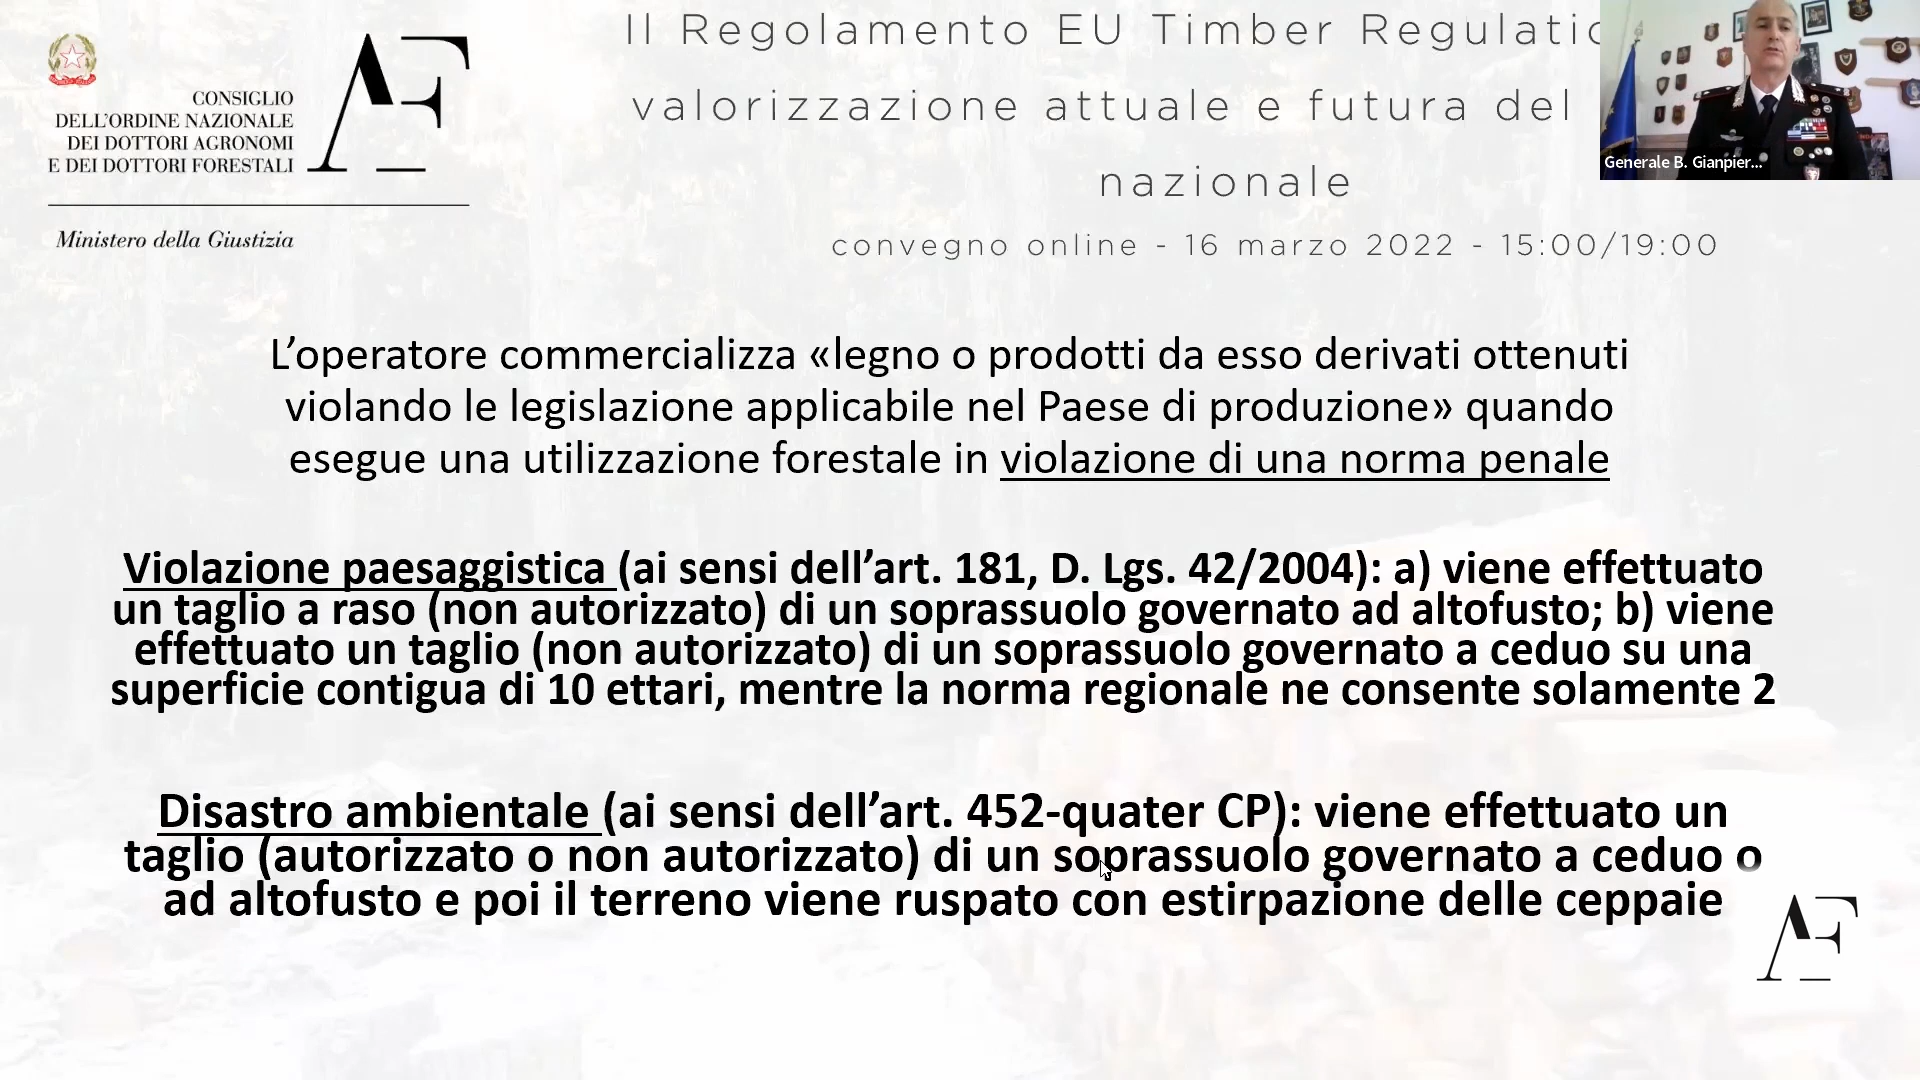 CONSIGLIO
DELL'ORDINE NAZIONALE
DEI DOTTORI AGRONOMI
E DEI DOTTORI FORESTALI
Ministero della Giustizia
AF
Il Regolamento EU Timber Regulatio
valorizzazione attuale e futura del
nazionale
convegno online - 16 marzo 2022 - 15:00/19:00
Generale B. Gianpier...
L’operatore commercializza «legno o prodotti da esso derivati ottenuti
violando le legislazione applicabile nel Paese di produzione» quando
esegue una utilizzazione forestale in violazione di una norma penale
Violazione paesaggistica (ai sensi dell’art. 181, D. Lgs. 42/2004): a) viene effettuato
un taglio a raso (non autorizzato) di un soprassuolo governato ad altofusto; b) viene
effettuato un taglio (non autorizzato) di un soprassuolo governato a ceduo su una
superficie contigua di 10 ettari, mentre la norma regionale ne consente solamente 2
Disastro ambientale (ai sensi dell’art. 452-quater CP): viene effettuato un
taglio (autorizzato o non autorizzato) di un soprassuolo governato a ceduo o
ad altofusto e poi il terreno viene ruspato con estirpazione delle ceppaie
AF